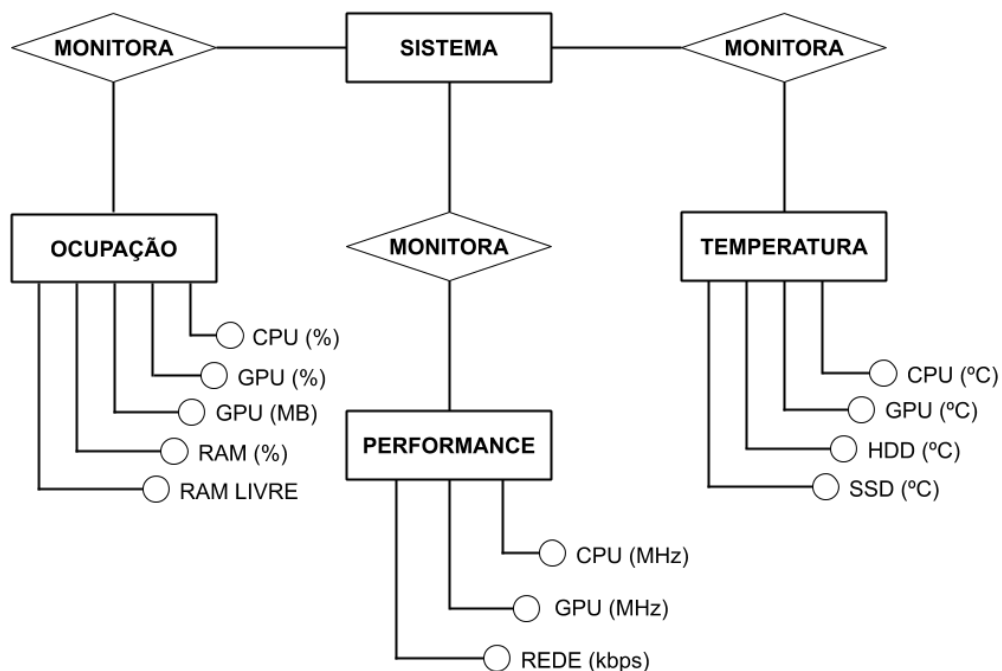 MONITORA
SISTEMA
MONITORA
OCUPAÇÃO
MONITORA
TEMPERATURA
CPU (%)
GPU (%)
GPU (MB)
RAM (%)
RAM LIVRE
PERFORMANCE
CPU (MHz)
GPU (MHz)
REDE (kbps)
CPU (ºC)
GPU (ºC)
HDD (ºC)
SSD (ºC)